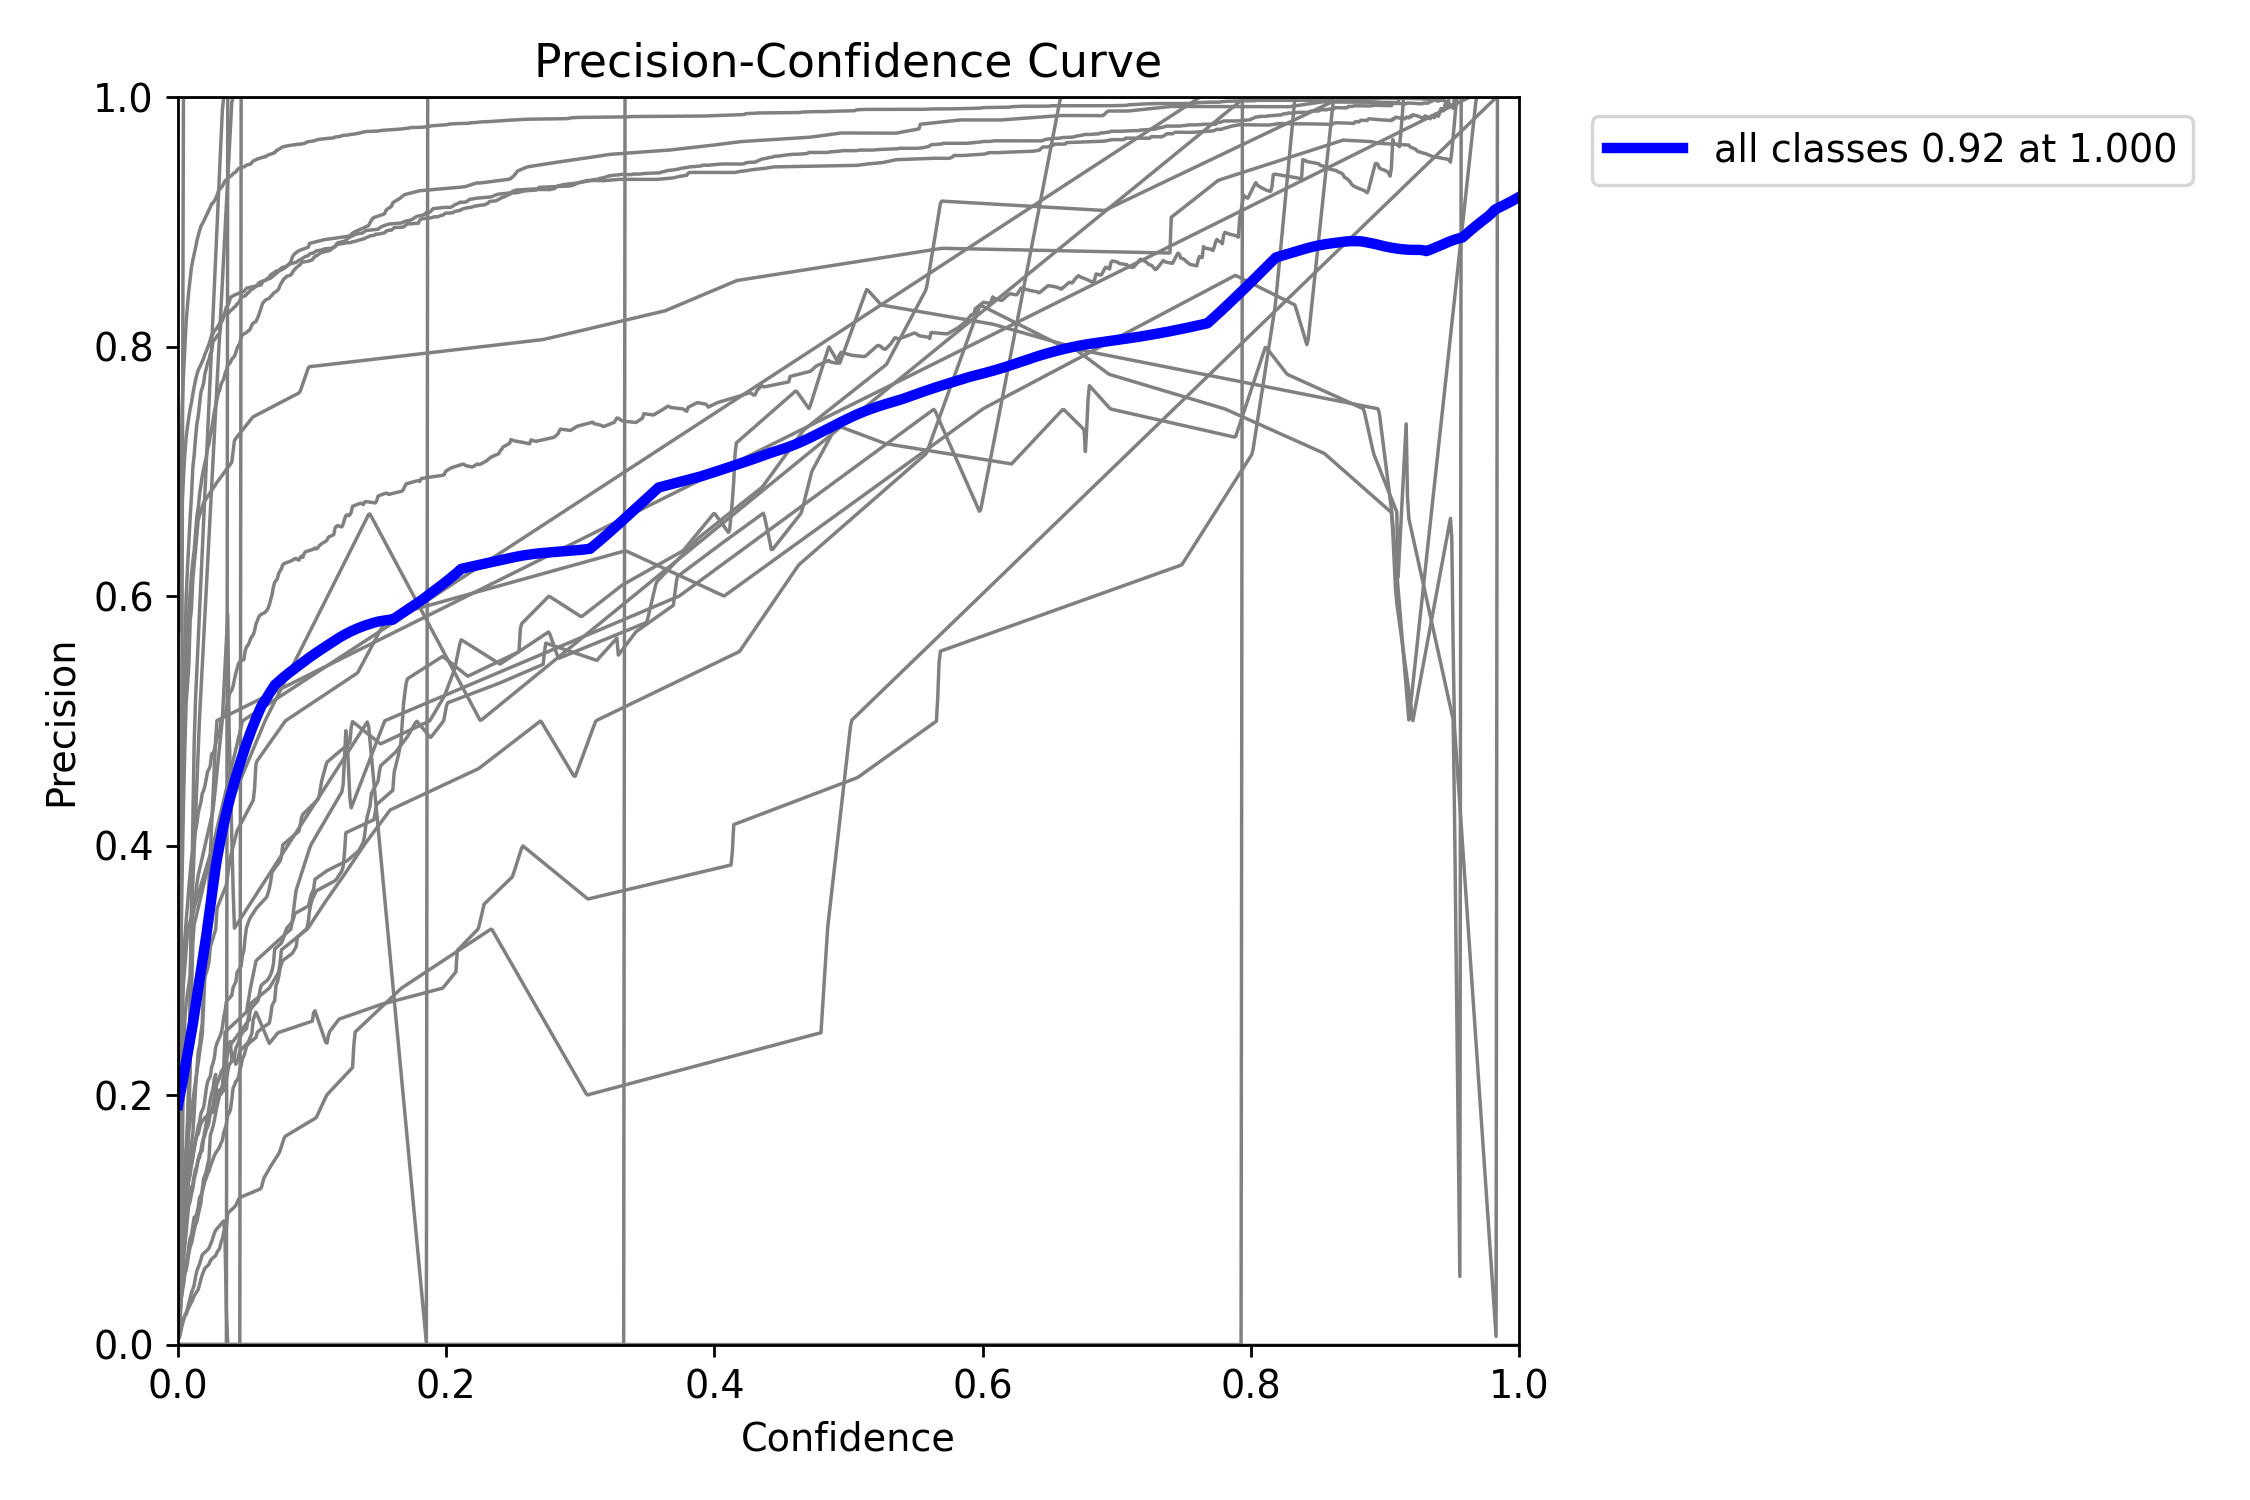 Precision-Confidence Curve
1.0
0.8
0.6
0.4
0.2
0.0
Precision
0.0 0.2 0.4 0.6 0.8 1.0
Confidence
all classes 0.92 at 1.000